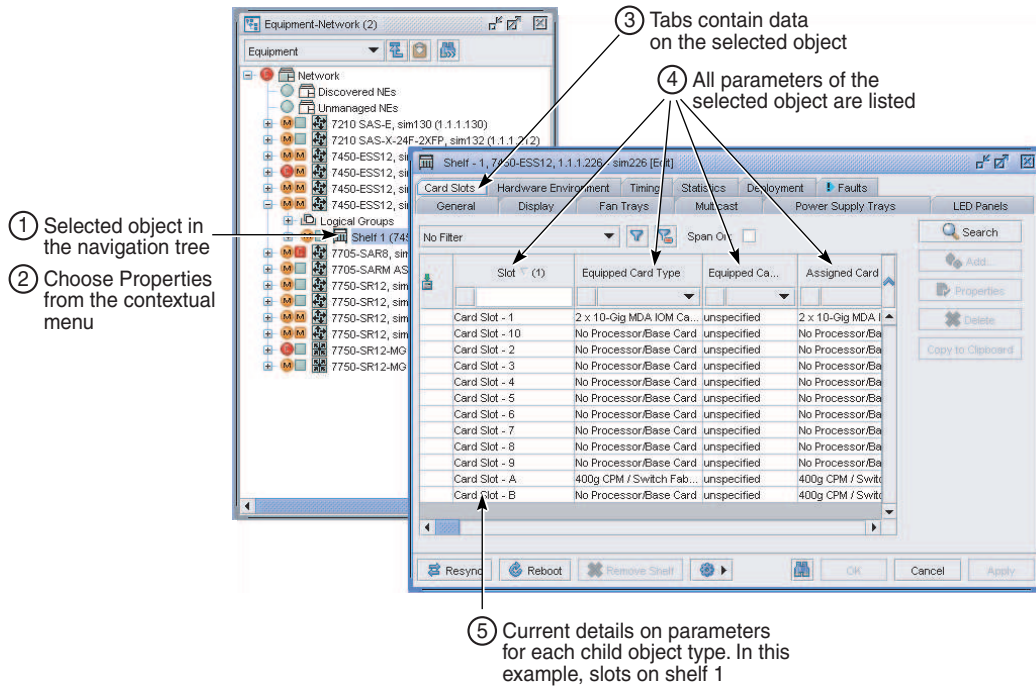 Equipment-Network (2)
Equipment
Network
Discovered NEs
Unmanaged NEs
7210 SAS-E, sim130 (1.1.1.130)
7210 SAS-X-24F-2XFP, sim132 (1.1.1.212)
7450-ESS12, si
7450-ESS12, si
7450-ESS12, si
7450-ESS12, si
Logical Groups
Shelf 1 (745
7705-SAR8, sim
7705-SARM AS
7750-SR12, sim
7750-SR12, sim
7750-SR12, sim
7750-SR12, sim
7750-SR12-MG
7750-SR12-MG
1 Selected object in
the navigation tree
2 Choose Properties
from the contextual
menu
3 Tabs contain data
on the selected object
4 All parameters of the
selected object are listed
Shelf - 1, 7450-ESS12, 1.1.1.226 - sim226 [Edit]
Card Slots Hardware Environment Timing Statistics Deployment Faults
General Display Fan Trays Multicast Power Supply Trays LED Panels
No Filter Span On:
Slot (1) Equipped Card Type Equipped Ca... Assigned Card
Card Slot - 1 2 x 10-Gig MDA IOM Ca... unspecified 2 x 10-Gig MDA I
Card Slot - 10 No Processor/Base Card unspecified No Processor/Ba
Card Slot - 2 No Processor/Base Card unspecified No Processor/Ba
Card Slot - 3 No Processor/Base Card unspecified No Processor/Ba
Card Slot - 4 No Processor/Base Card unspecified No Processor/Ba
Card Slot - 5 No Processor/Base Card unspecified No Processor/Ba
Card Slot - 6 No Processor/Base Card unspecified No Processor/Ba
Card Slot - 7 No Processor/Base Card unspecified No Processor/Ba
Card Slot - 8 No Processor/Base Card unspecified No Processor/Ba
Card Slot - 9 No Processor/Base Card unspecified No Processor/Ba
Card Slot - A 400g CPM / Switch Fab... unspecified 400g CPM / Switc
Card Slot - B No Processor/Base Card unspecified 400g CPM / Switc
Search
Add...
Properties
Delete
Copy to Clipboard
Resync Reboot Remove Shelf OK Cancel Apply
5 Current details on parameters
for each child object type. In this
example, slots on shelf 1